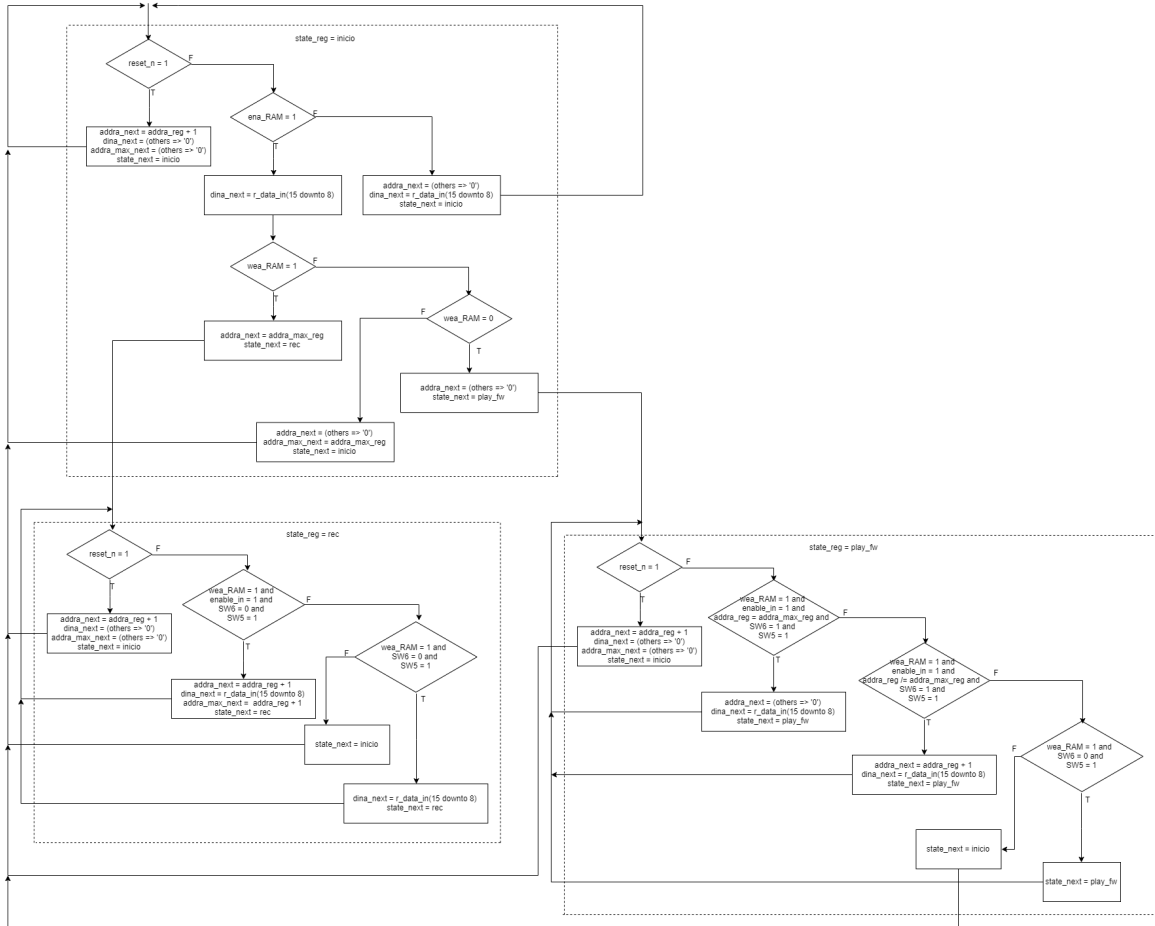 state_reg = inicio
reset_n = 1
F
T
ena_RAM = 1
F
T
addra_next = addra_reg + 1
dina_next = (others => '0')
addra_max_next = (others => '0')
state_next = inicio
dina_next = r_data_in(15 downto 8)
addra_next = (others => '0')
dina_next = r_data_in(15 downto 8)
state_next = inicio
wea_RAM = 1
F
T
wea_RAM = 0
F
T
addra_next = addra_max_reg
state_next = rec
addra_next = (others => '0')
state_next = play_fw
addra_next = (others => '0')
addra_max_next = addra_max_reg
state_next = inicio
state_reg = rec
reset_n = 1
F
T
wea_RAM = 1 and
enable_in = 1 and
SW6 = 0 and
SW5 = 1
F
T
addra_next = addra_reg + 1
dina_next = (others => '0')
addra_max_next = (others => '0')
state_next = inicio
wea_RAM = 1 and
SW6 = 0 and
SW5 = 1
F
T
addra_next = addra_reg + 1
dina_next = r_data_in(15 downto 8)
addra_max_next = addra_reg + 1
state_next = rec
state_next = inicio
dina_next = r_data_in(15 downto 8)
state_next = rec
state_reg = play_fw
reset_n = 1
F
T
wea_RAM = 1 and
enable_in = 1 and
addra_reg = addra_max_reg and
SW6 = 1 and
SW5 = 1
F
T
addra_next = addra_reg + 1
dina_next = (others => '0')
addra_max_next = (others => '0')
state_next = inicio
wea_RAM = 1 and
enable_in = 1 and
addra_reg /= addra_max_reg and
SW6 = 1 and
SW5 = 1
F
T
addra_next = (others => '0')
dina_next = r_data_in(15 downto 8)
state_next = play_fw
wea_RAM = 1 and
SW6 = 0 and
SW5 = 1
F
T
addra_next = addra_reg + 1
dina_next = r_data_in(15 downto 8)
state_next = play_fw
state_next = inicio
state_next = play_fw